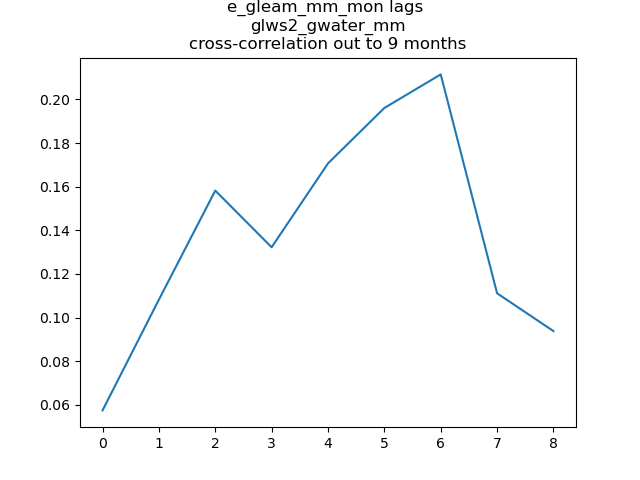 e_gleam_mm_mon lags
glws2_gwater_mm
cross-correlation out to 9 months
0.20
0.18
0.16
0.14
0.12
0.10
0.08
0.06
0 1 2 3 4 5 6 7 8